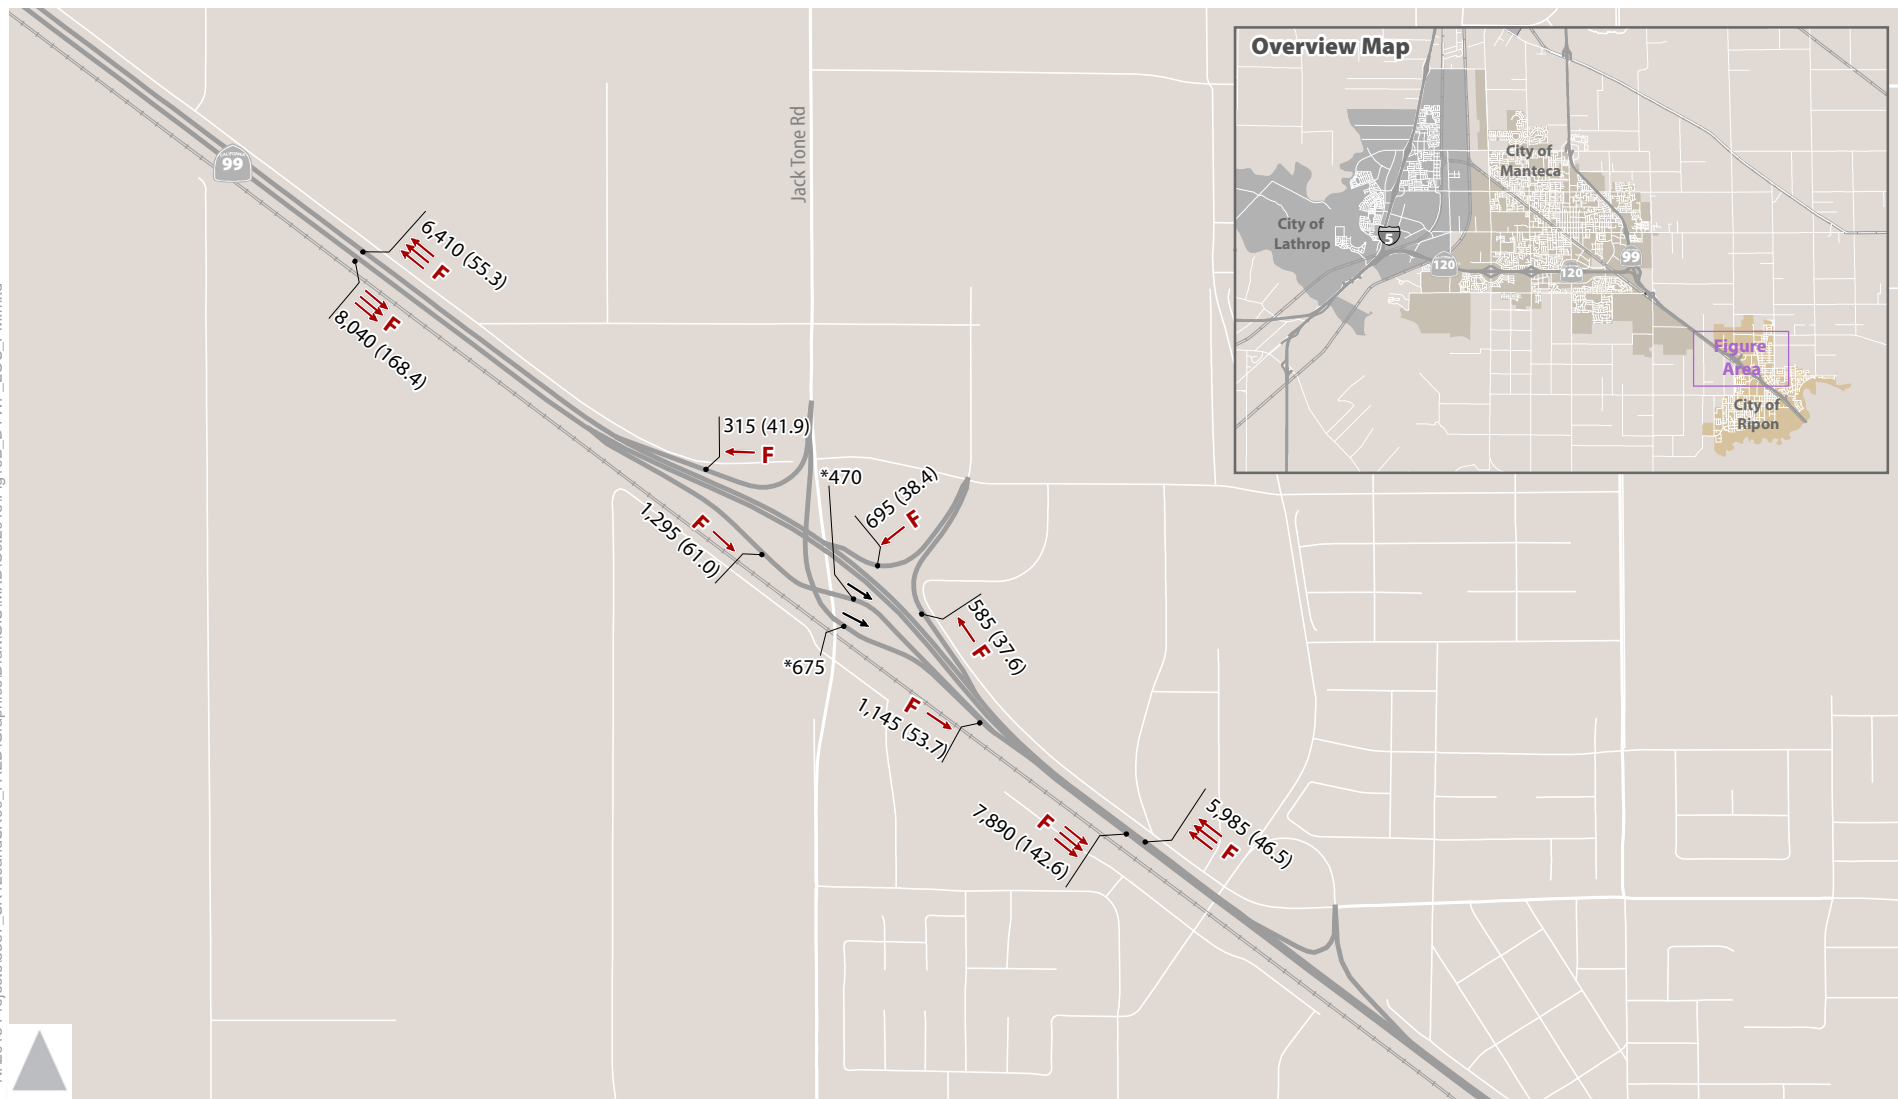 Overview Map
City of
Manteca
City of
Lathrop
5
120
120
99
Figure
Area
City of
Ripon
CALIFORNIA
99
Jack Tone Rd
6,410 (55.3)
F
F
8,040 (168.4)
315 (41.9)
F
*470
695 (38.4)
F
F
1,295 (61.0)
585 (37.6)
F
*675
F
1,145 (53.7)
F
7,890 (142.6)
5,985 (46.5)
F